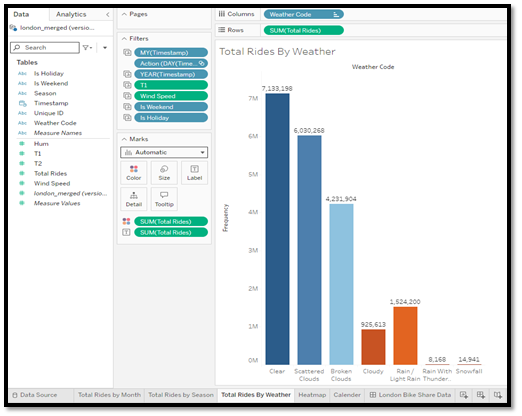 Data
Analytics
london_merged (versio...
Search
Tables
Abc Is Holiday
Abc Is Weekend
Abc Season
Timestamp
Abc Unique ID
Abc Weather Code
Abc Measure Names
Hum
T1
T2
Total Rides
Wind Speed
london_merged (versio...
Measure Values
Pages
Filters
MY(Timestamp)
Action (DAY(Time...
YEAR(Timestamp)
T1
Wind Speed
Is Weekend
Is Holiday
Marks
Automatic
Color
Size
Label
Detail
Tooltip
SUM(Total Rides)
SUM(Total Rides)
Columns
Weather Code
Rows
SUM(Total Rides)
Total Rides By Weather
Weather Code
Frequency
7M
6M
5M
4M
3M
2M
1M
0M
7,133,198
6,030,268
4,231,904
925,613
1,524,200
8,168
14,941
Clear
Scattered Clouds
Broken Clouds
Cloudy
Rain / Light Rain
Rain With Thunder..
Snowfall
Data Source
Total Rides by Month
Total Rides by Season
Total Rides By Weather
Heatmap
Calender
London Bike Share Data